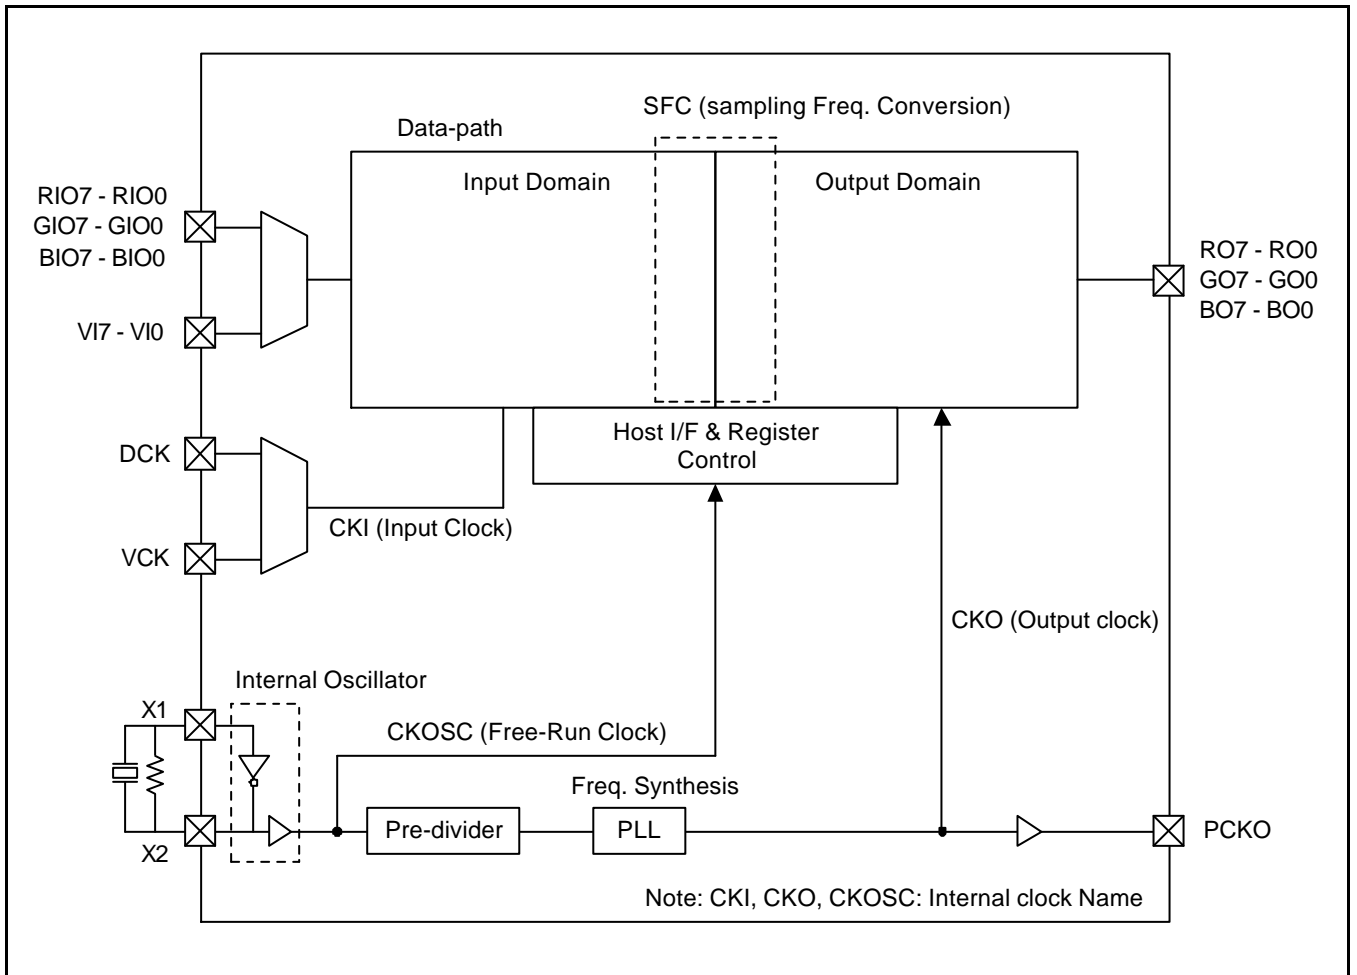 SFC (sampling Freq. Conversion)
Data-path
Input Domain
Output Domain
RIO7 - RIO0
GIO7 - GIO0
BIO7 - BIO0
VI7 - VI0
RO7 - RO0
GO7 - GO0
BO7 - BO0
Host I/F & Register
Control
DCK
VCK
CKI (Input Clock)
CKO (Output clock)
Internal Oscillator
X1
X2
CKOSC (Free-Run Clock)
Freq. Synthesis
Pre-divider
PLL
PCKO
Note: CKI, CKO, CKOSC: Internal clock Name